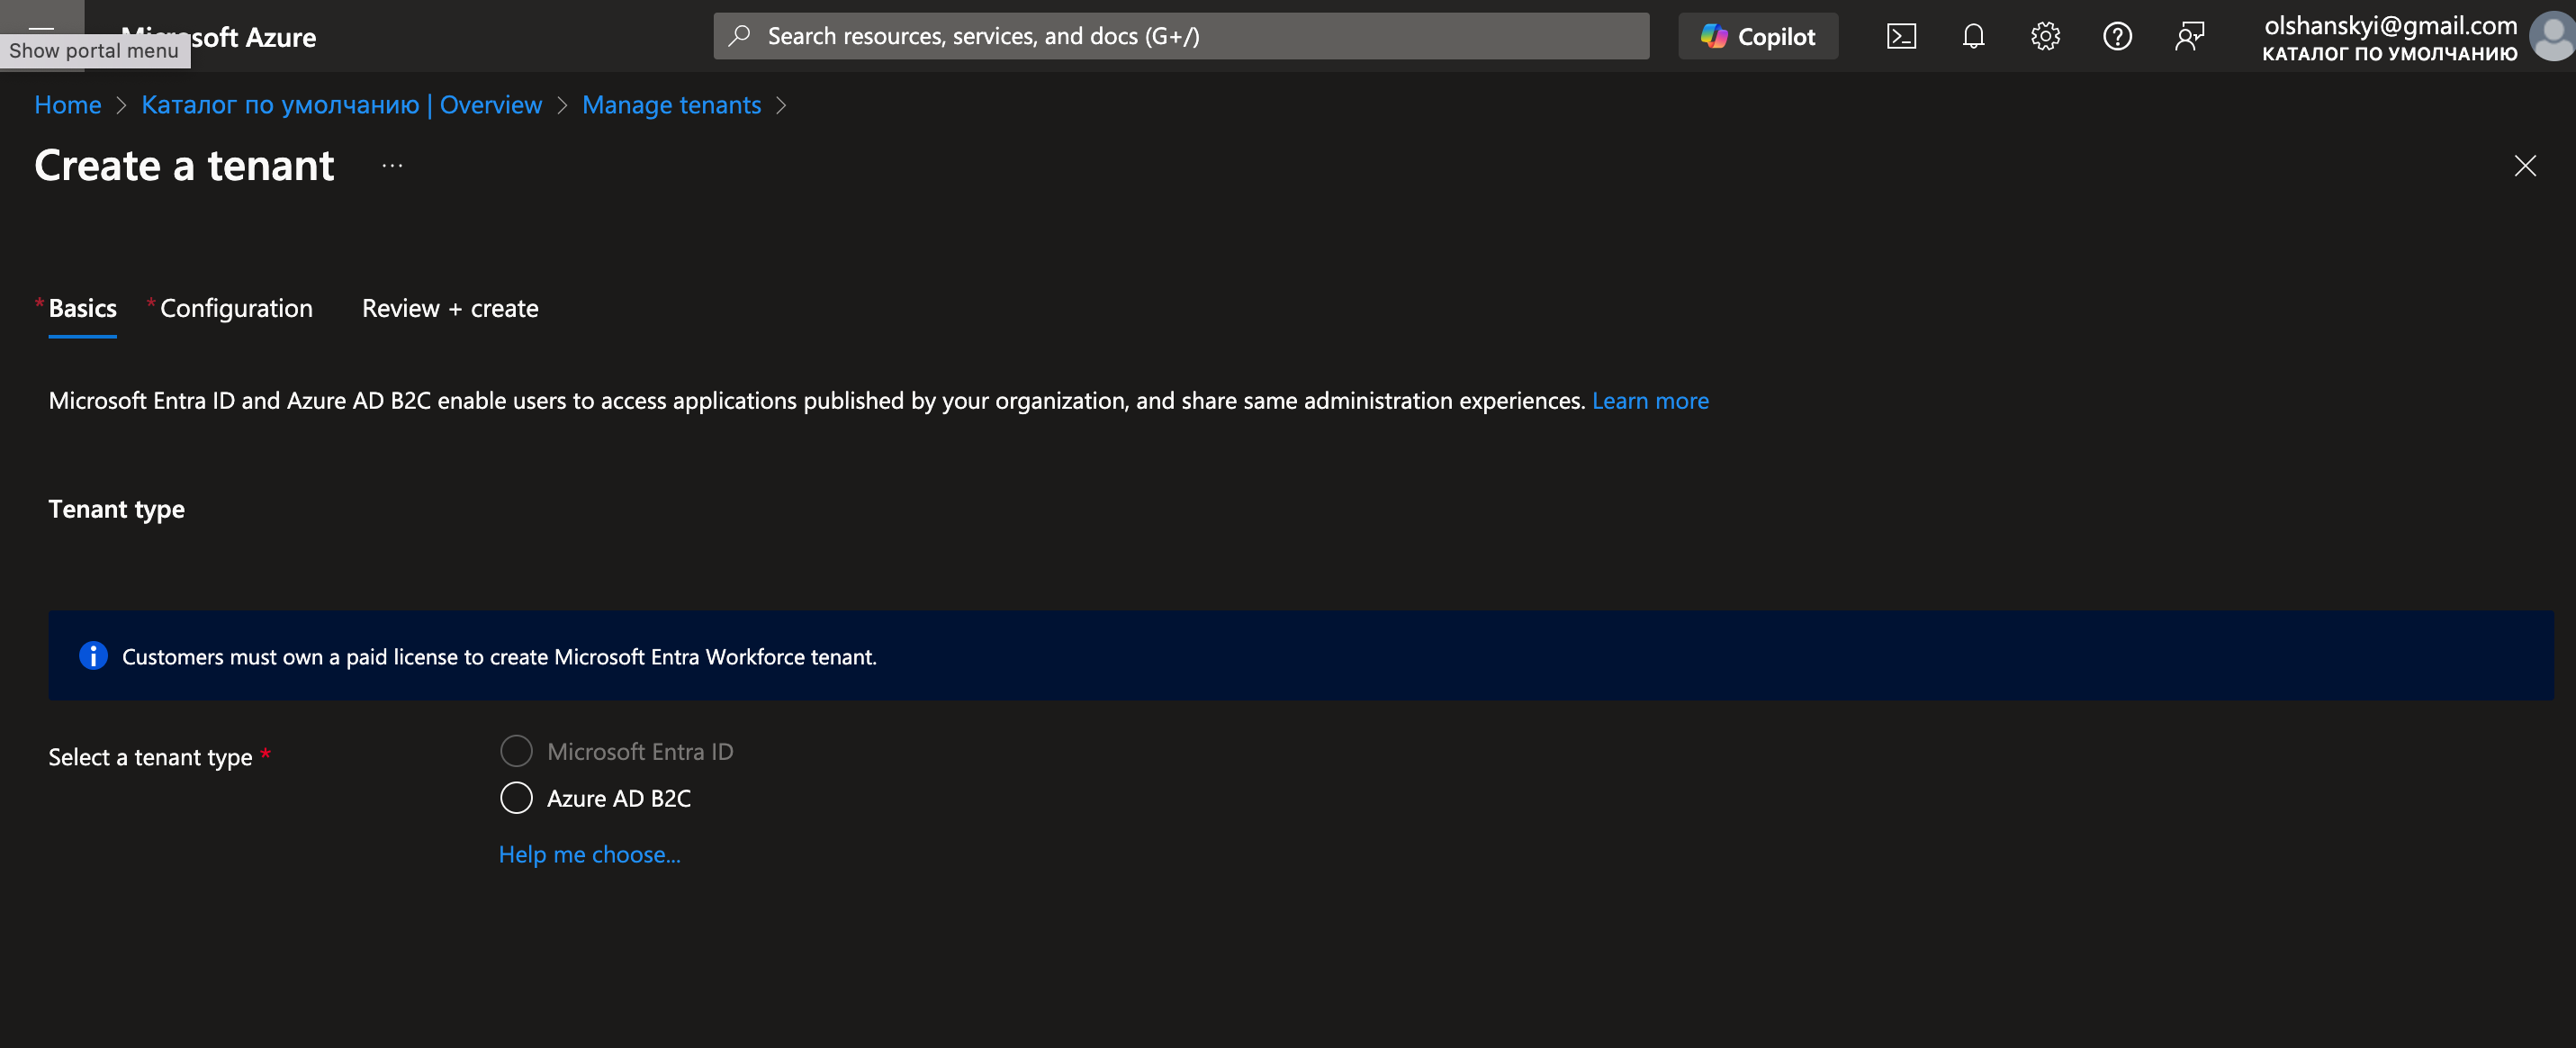 Microsoft Azure
Show portal menu
Search resources, services, and docs (G+/)
Copilot
olshanskyi@gmail.com
КАТАЛОГ ПО УМОЛЧАНИЮ
Home > Каталог по умолчанию | Overview > Manage tenants >
Create a tenant ...
* Basics * Configuration Review + create
Microsoft Entra ID and Azure AD B2C enable users to access applications published by your organization, and share same administration experiences. Learn more
Tenant type
Customers must own a paid license to create Microsoft Entra Workforce tenant.
Select a tenant type *
Microsoft Entra ID
Azure AD B2C
Help me choose...